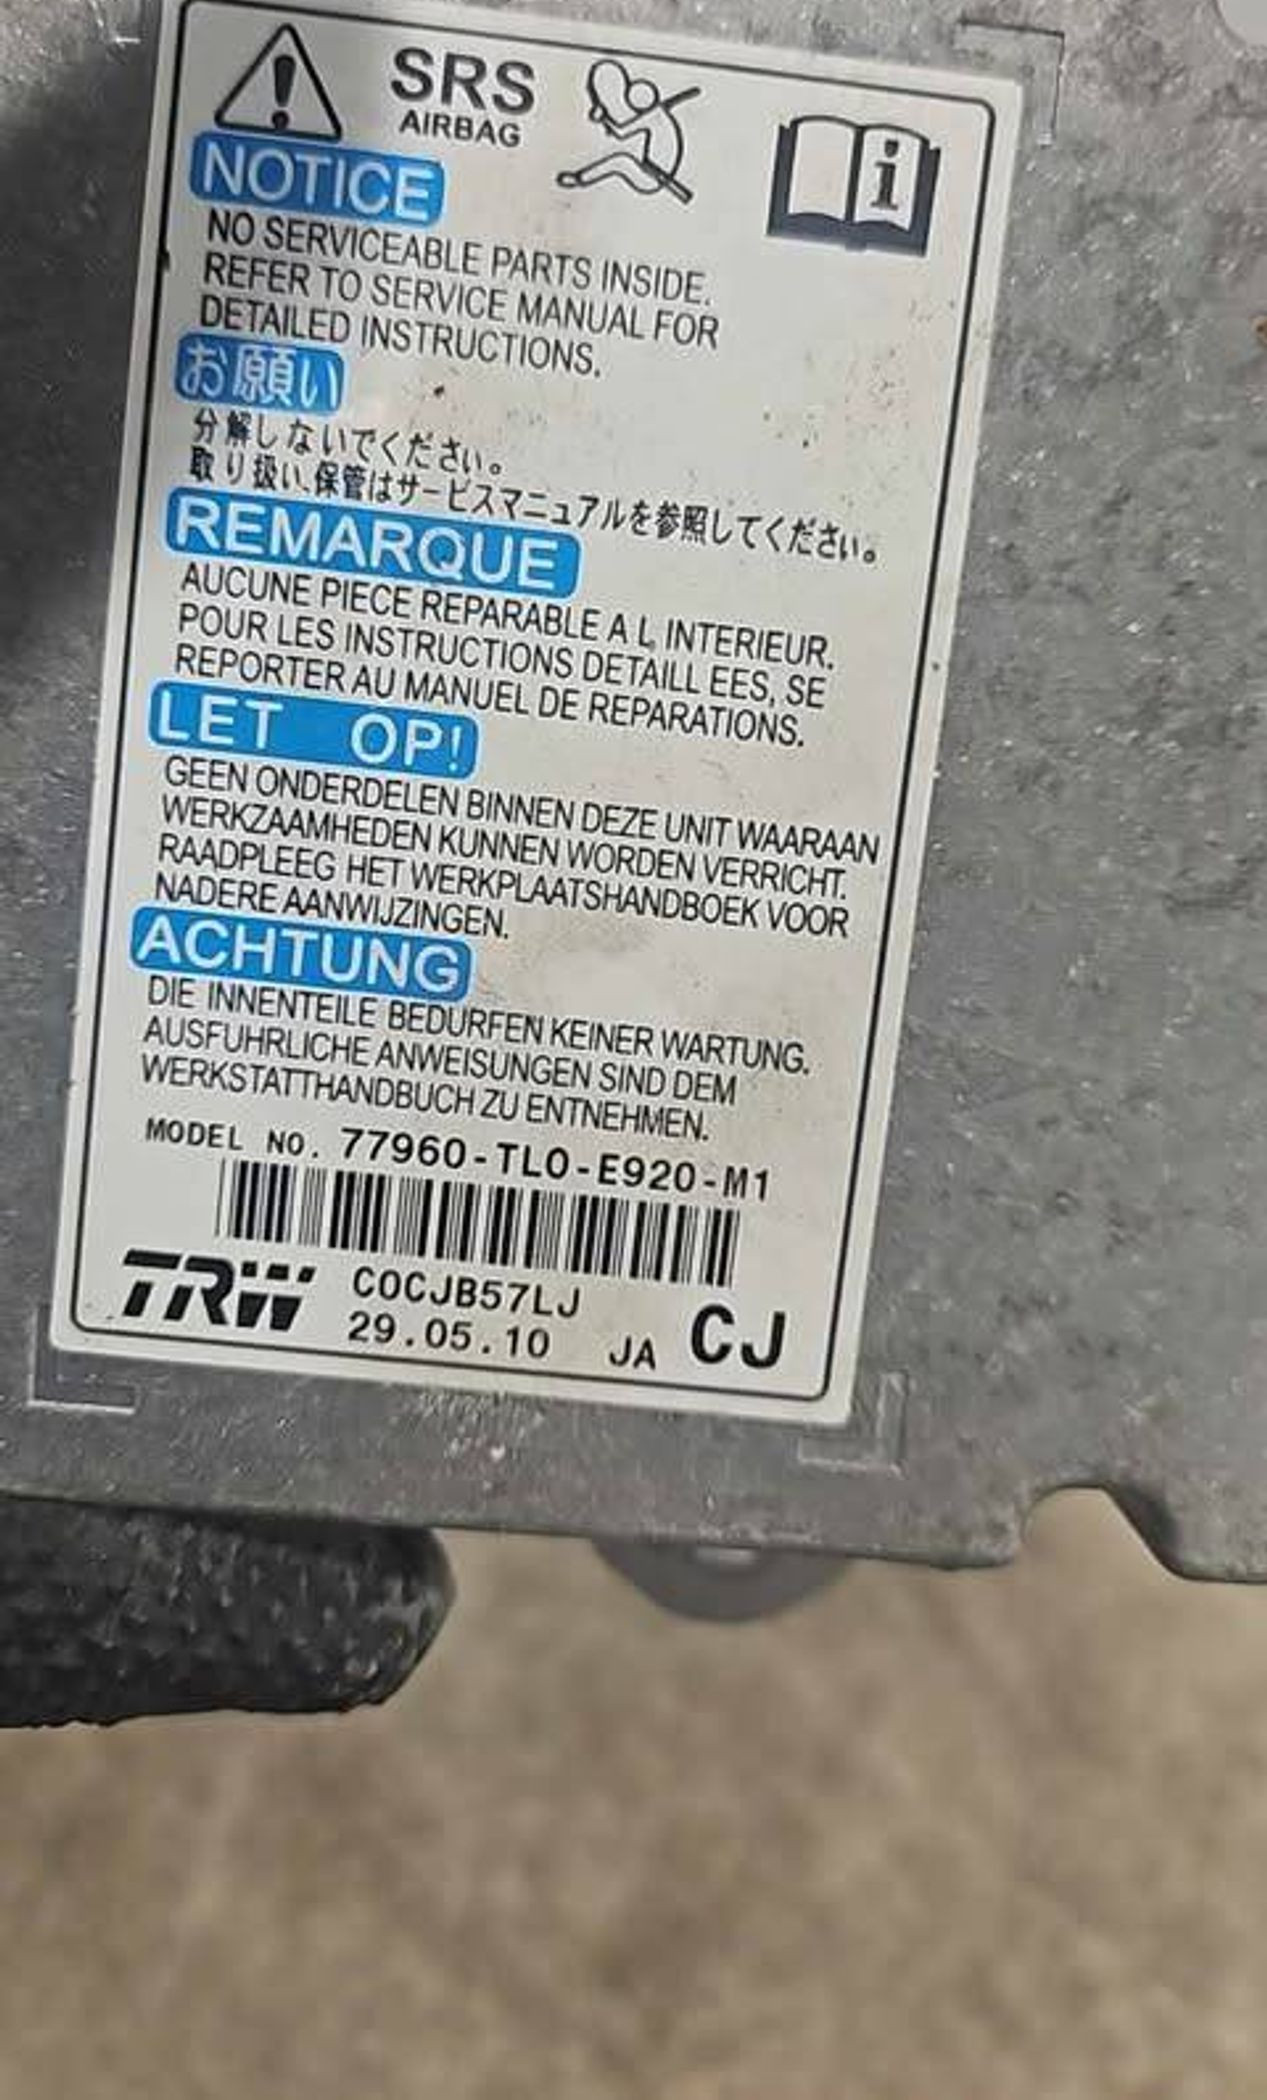 SRS
AIRBAG
NOTICE
NO SERVICEABLE PARTS INSIDE.
REFER TO SERVICE MANUAL FOR
DETAILED INSTRUCTIONS.
お願い
分解しないでください。
取り扱い、保管はサービスマニュアルを参照してください。
REMARQUE
AUCUNE PIECE REPARABLE A L, INTERIEUR.
POUR LES INSTRUCTIONS DETAILL EES, SE
REPORTER AU MANUEL DE REPARATIONS.
LET OP!
GEEN ONDERDELEN BINNEN DEZE UNIT WAARAAN
WERKZAAMHEDEN KUNNEN WORDEN VERRICHT.
RAADPLEEG HET WERKPLAATSHANDBOEK VOOR
NADERE AANWIJZINGEN.
ACHTUNG
DIE INNENTEILE BEDURFEN KEINER WARTUNG.
AUSFUHRLICHE ANWEISUNGEN SIND DEM
WERKSTATTHANDBUCH ZU ENTNEHMEN.
MODEL NO. 77960-TL0-E920-M1
TRW C0CJB57LJ
29.05.10 JA CJ